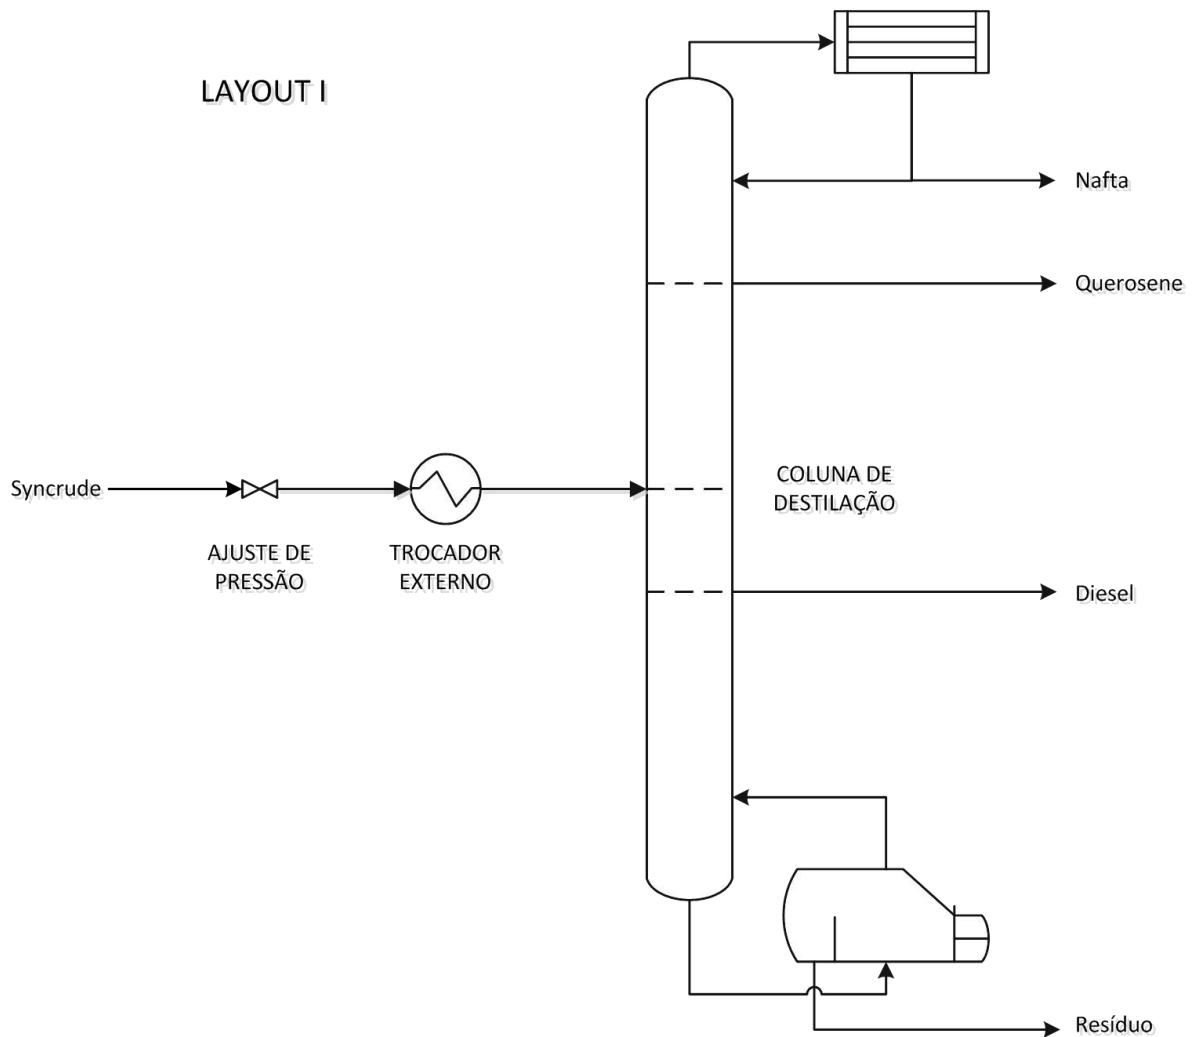 LAYOUT I
Nafta
Querosene
Syncrude
COLUNA DE
DESTILAÇÃO
AJUSTE DE
PRESSÃO
TROCADOR
EXTERNO
Diesel
Resíduo